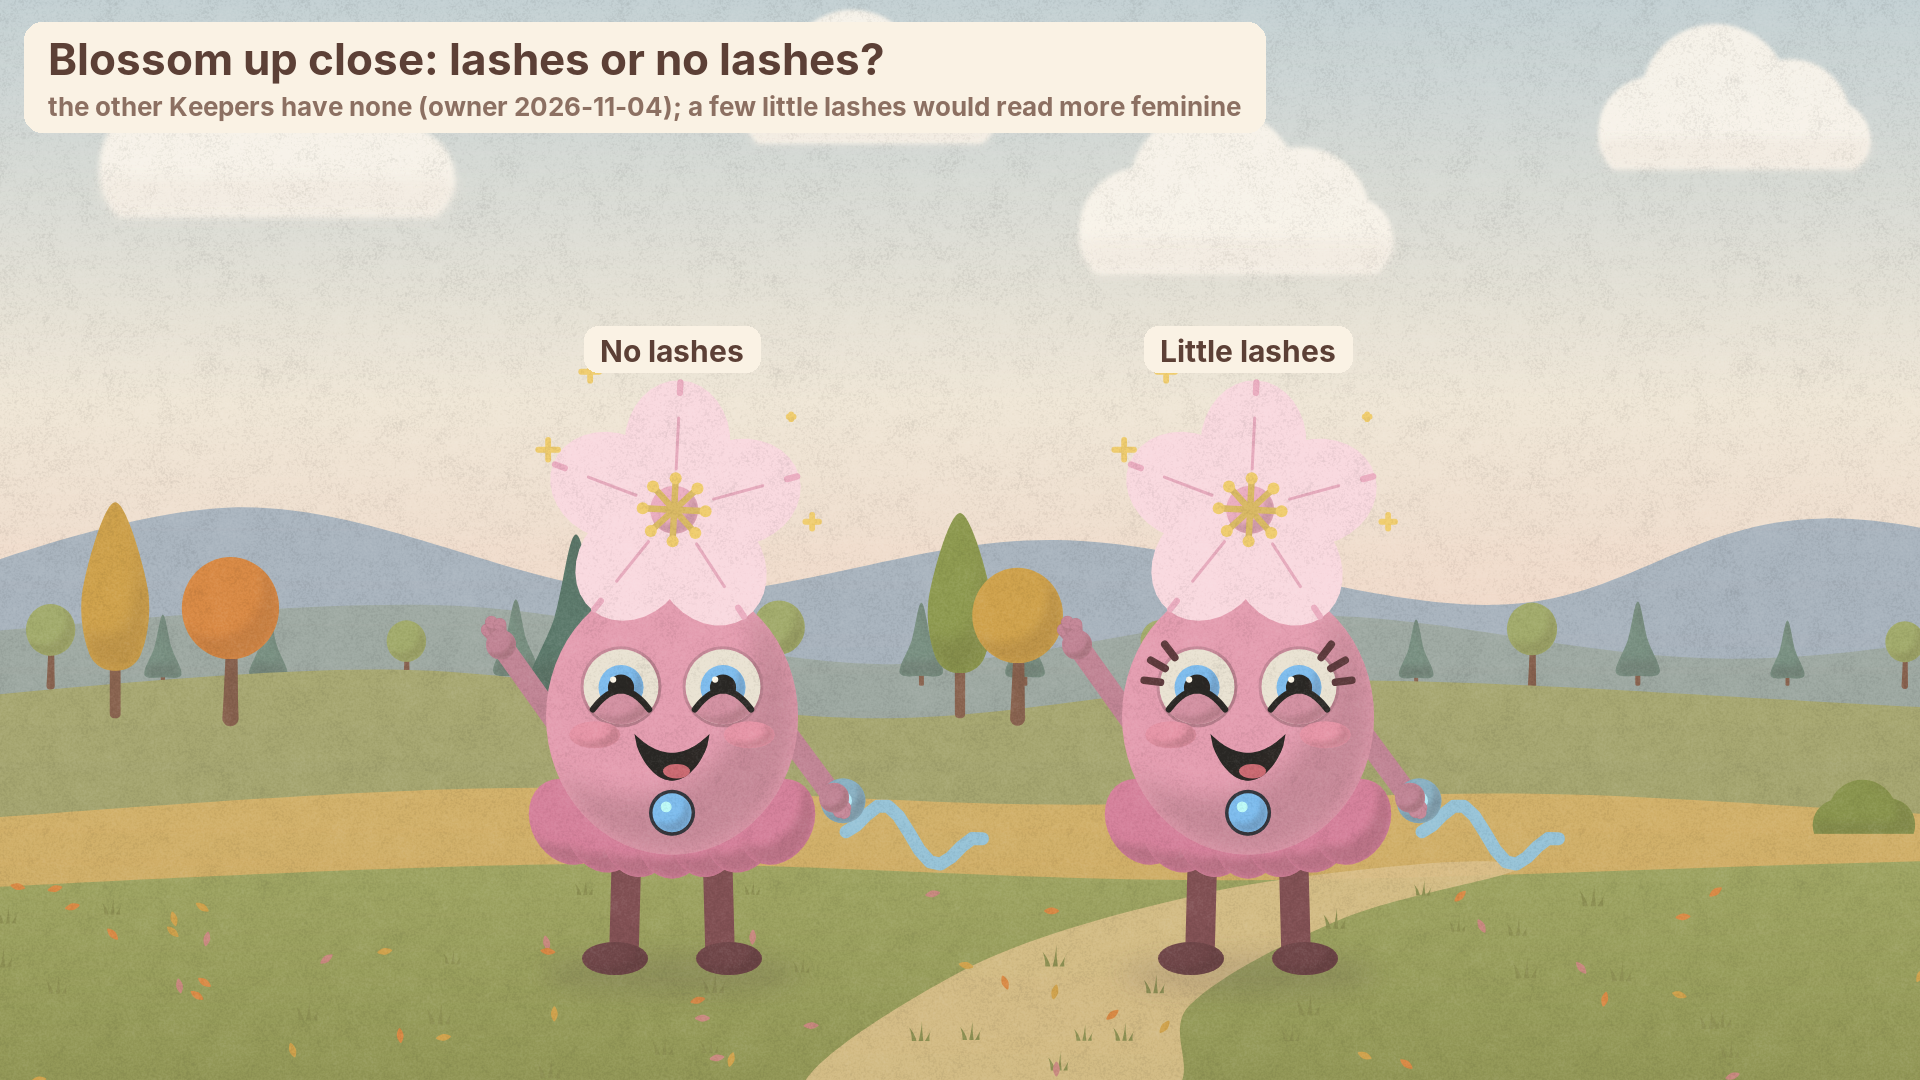 Blossom up close: lashes or no lashes?
the other Keepers have none (owner 2026-11-04); a few little lashes would read more feminine
No lashes
Little lashes